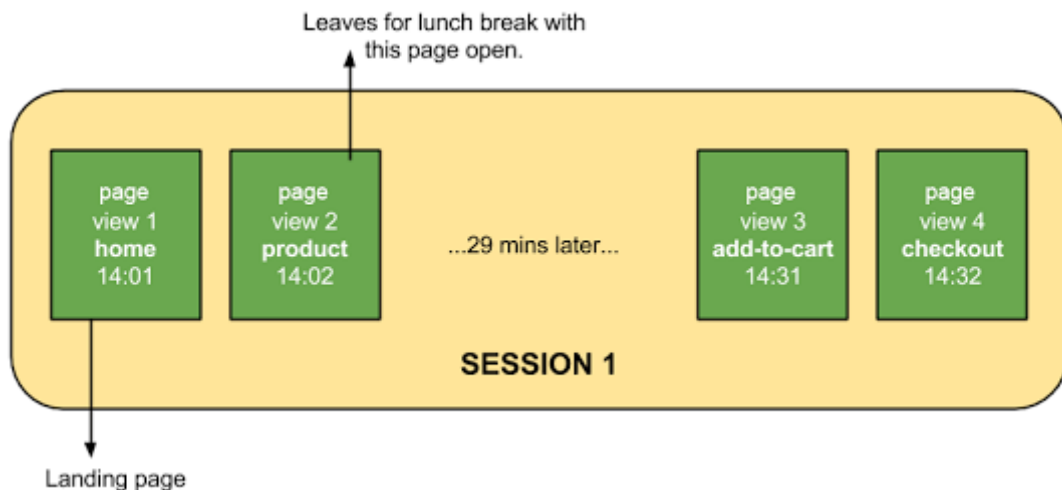 Leaves for lunch break with
this page open.
page
view 1
home
14:01
page
view 2
product
14:02
...29 mins later...
page
view 3
add-to-cart
14:31
page
view 4
checkout
14:32
SESSION 1
Landing page